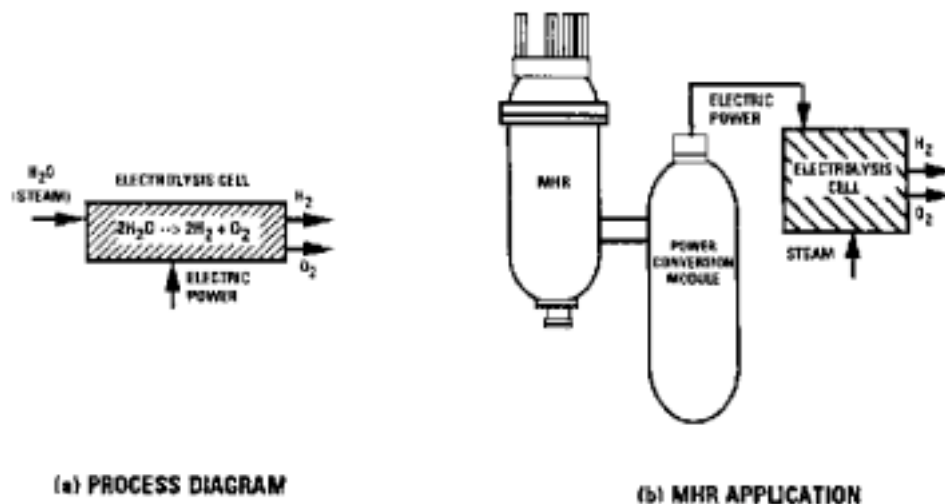 H₂O
(STEAM)
ELECTROLYSIS CELL
2H₂O --> 2H₂ + O₂
H₂
O₂
ELECTRIC
POWER
(a) PROCESS DIAGRAM
MHR
POWER
CONVERSION
MODULE
ELECTRIC
POWER
ELECTROLYSIS
CELL
H₂
O₂
STEAM
(b) MHR APPLICATION